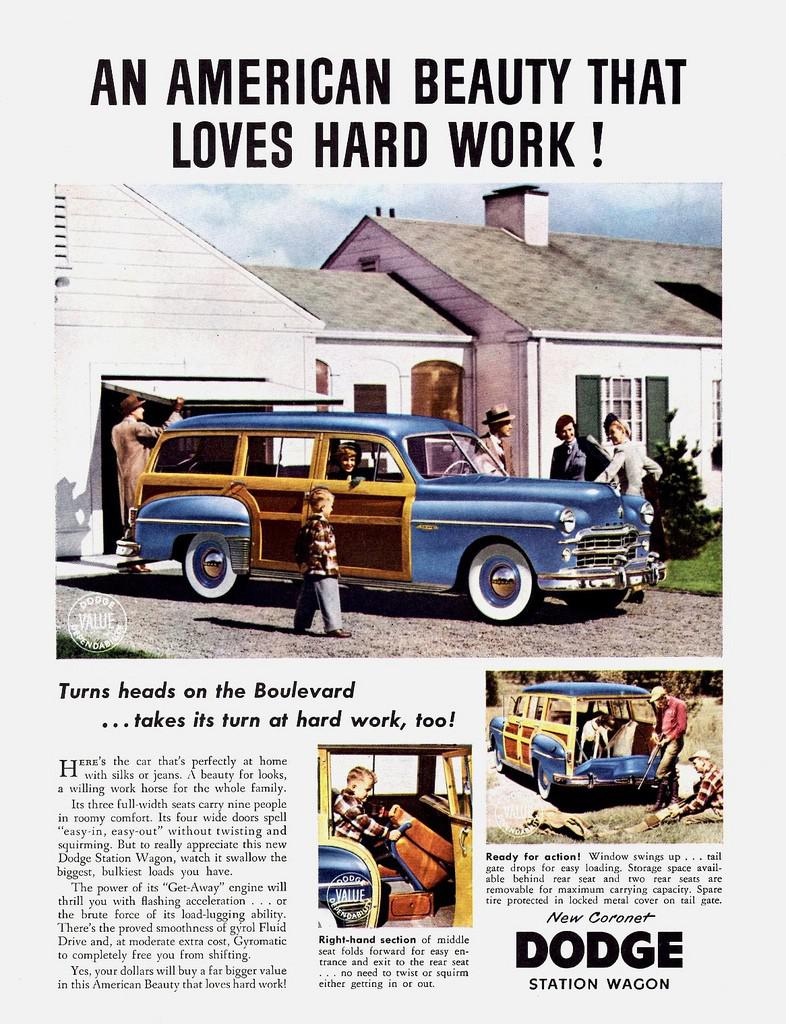 AN AMERICAN BEAUTY THAT
LOVES HARD WORK!
DODGE
VALUE
DEPENDABILITY
Turns heads on the Boulevard
...takes its turn at hard work, too!
HERE'S the car that's perfectly at home
with silks or jeans. A beauty for looks,
a willing work horse for the whole family.
Its three full-width seats carry nine people
in roomy comfort. Its four wide doors spell
"easy-in, easy-out" without twisting and
squirming. But to really appreciate this new
Dodge Station Wagon, watch it swallow the
biggest, bulkiest loads you have.
The power of its "Get-Away" engine will
thrill you with flashing acceleration . . . or
the brute force of its load-lugging ability.
There's the proved smoothness of gyrol Fluid
Drive and, at moderate extra cost, Gyromatic
to completely free you from shifting.
Yes, your dollars will buy a far bigger value
in this American Beauty that loves hard work!
DODGE
VALUE
DEPENDABILITY
Right-hand section of middle
seat folds forward for easy en-
trance and exit to the rear seat
. . . no need to twist or squirm
either getting in or out.
DODGE
VALUE
DEPENDABILITY
Ready for action! Window swings up . . . tail
gate drops for easy loading. Storage space avail-
able behind rear seat and two rear seats are
removable for maximum carrying capacity. Spare
tire protected in locked metal cover on tail gate.
New Coronet
DODGE
STATION WAGON